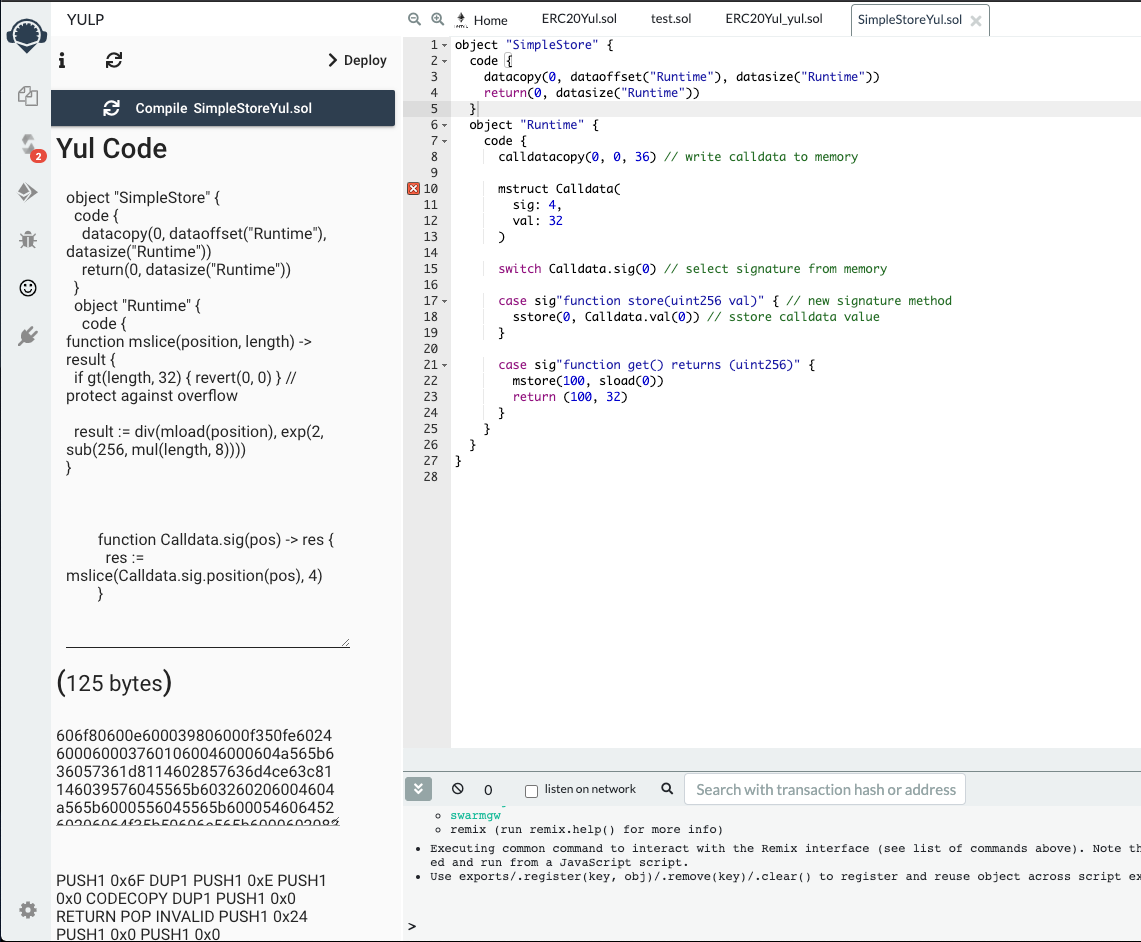 YULP
Deploy
Compile SimpleStoreYul.sol
2
Yul Code
object "SimpleStore" {
code {
datacopy(0, dataoffset("Runtime"),
datasize("Runtime"))
return(0, datasize("Runtime"))
}
object "Runtime" {
code {
function mslice(position, length) ->
result {
if gt(length, 32) { revert(0, 0) } //
protect against overflow
result := div(mload(position), exp(2,
sub(256, mul(length, 8))))
}
function Calldata.sig(pos) -> res {
res :=
mslice(Calldata.sig.position(pos), 4)
}
(125 bytes)
606f80600e600039806000f350fe6024
6000600037601060046000604a565b6
36057361d8114602857636d4ce63c81
146039576045565b603260206004604
a565b6000556045565b600054606452
PUSH1 0x6F DUP1 PUSH1 0xE PUSH1
0x0 CODECOPY DUP1 PUSH1 0x0
RETURN POP INVALID PUSH1 0x24
PUSH1 0x0 PUSH1 0x0
Home ERC20Yul.sol test.sol ERC20Yul_yul.sol SimpleStoreYul.sol
1 object "SimpleStore" {
2 code {
3 datacopy(0, dataoffset("Runtime"), datasize("Runtime"))
4 return(0, datasize("Runtime"))
5 }
6 object "Runtime" {
7 code {
8 calldatacopy(0, 0, 36) // write calldata to memory
9
10 mstruct Calldata(
11 sig: 4,
12 val: 32
13 )
14
15 switch Calldata.sig(0) // select signature from memory
16
17 case sig"function store(uint256 val)" { // new signature method
18 sstore(0, Calldata.val(0)) // sstore calldata value
19 }
20
21 case sig"function get() returns (uint256)" {
22 mstore(100, sload(0))
23 return (100, 32)
24 }
25 }
26 }
27 }
28
0 listen on network Search with transaction hash or address
swarmgw
remix (run remix.help() for more info)
Executing common command to interact with the Remix interface (see list of commands above). Note th
ed and run from a JavaScript script.
Use exports/.register(key, obj)/.remove(key)/.clear() to register and reuse object across script ex
>